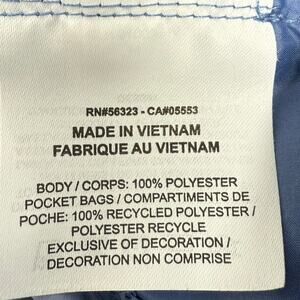 RN#56323 - CA#05553
MADE IN VIETNAM
FABRIQUE AU VIETNAM
BODY / CORPS: 100% POLYESTER
POCKET BAGS / COMPARTIMENTS DE
POCHE: 100% RECYCLED POLYESTER /
POLYESTER RECYCLE
EXCLUSIVE OF DECORATION /
DECORATION NON COMPRISE